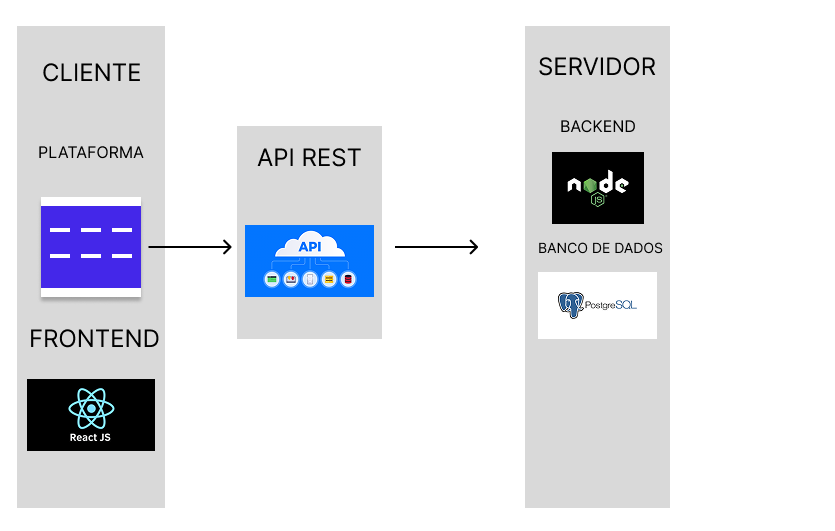 CLIENTE
PLATAFORMA
FRONTEND
React JS
API REST
API
SERVIDOR
BACKEND
node
JS
BANCO DE DADOS
PostgreSQL